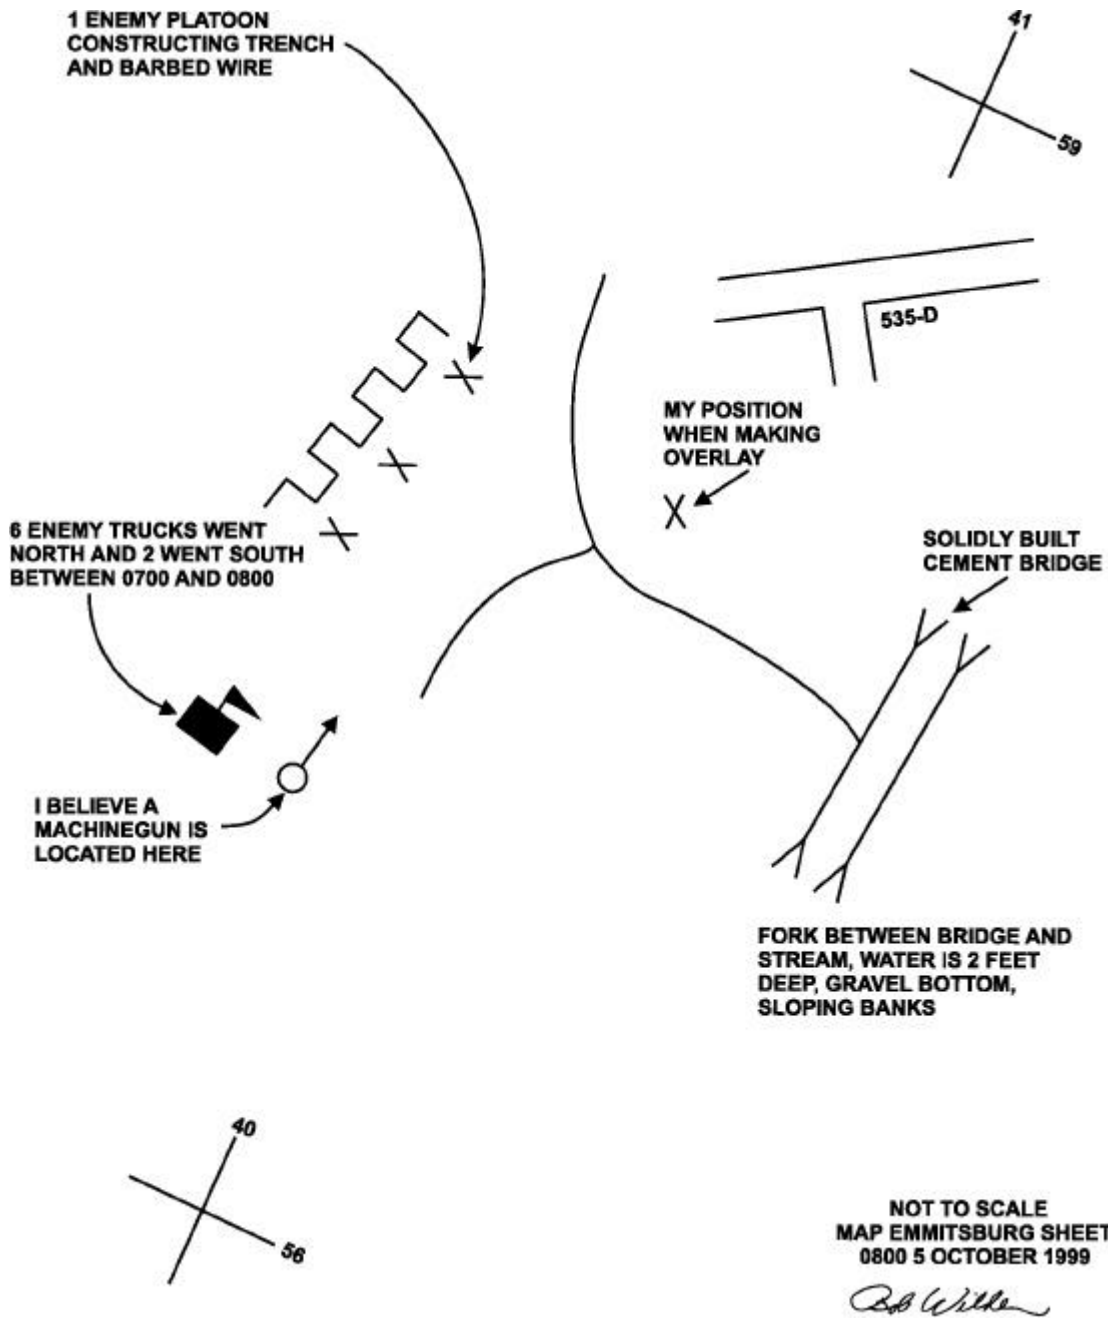 1 ENEMY PLATOON
CONSTRUCTING TRENCH
AND BARBED WIRE
41
59
535-D
MY POSITION
WHEN MAKING
OVERLAY
6 ENEMY TRUCKS WENT
NORTH AND 2 WENT SOUTH
BETWEEN 0700 AND 0800
SOLIDLY BUILT
CEMENT BRIDGE
I BELIEVE A
MACHINEGUN IS
LOCATED HERE
FORK BETWEEN BRIDGE AND
STREAM, WATER IS 2 FEET
DEEP, GRAVEL BOTTOM,
SLOPING BANKS
40
56
NOT TO SCALE
MAP EMMITSBURG SHEET
0800 5 OCTOBER 1999
Bob